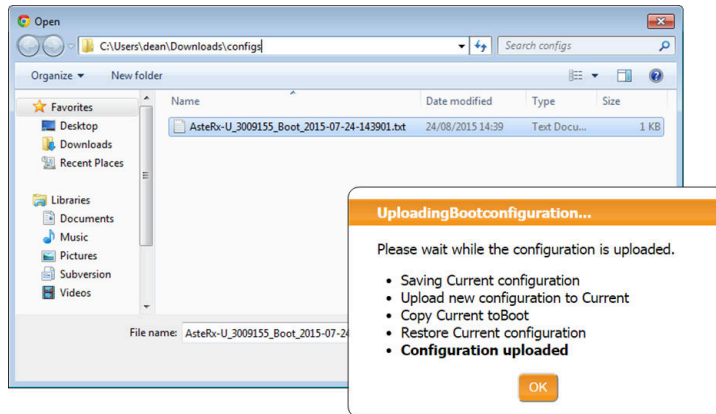 Open
C:\Users\dean\Downloads\configs
Search configs
Organize New folder
Name Date modified Type Size
Favorites
Desktop
Downloads
Recent Places
Libraries
Documents
Music
Pictures
Subversion
Videos
AsteRx-U_3009155_Boot_2015-07-24-143901.txt 24/08/2015 14:39 Text Docu... 1 KB
File name: AsteRx-U_3009155_Boot_2015-07-24
UploadingBootconfiguration...
Please wait while the configuration is uploaded.
• Saving Current configuration
• Upload new configuration to Current
• Copy Current toBoot
• Restore Current configuration
• Configuration uploaded
OK